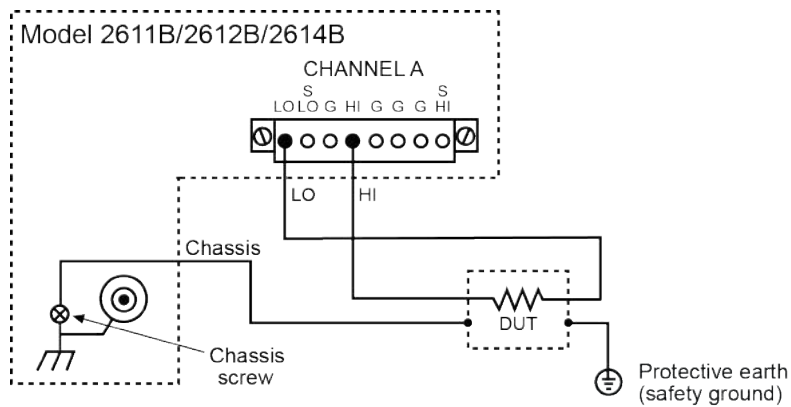 Model 2611B/2612B/2614B
CHANNEL A
S S
LO LO G HI G G G HI
LO HI
Chassis
DUT
Chassis
screw
Protective earth
(safety ground)